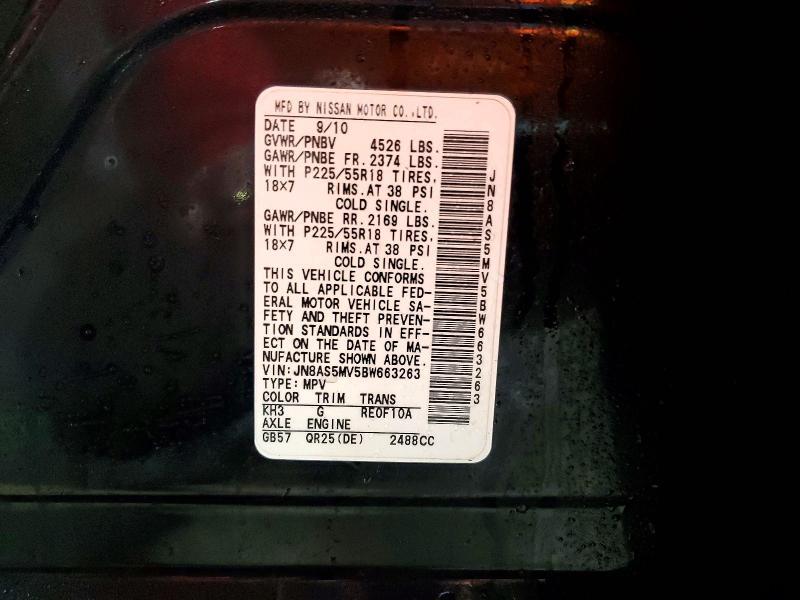 MFD BY NISSAN MOTOR CO.,LTD.
DATE 9/10
GVWR/PNBV 4526 LBS.
GAWR/PNBE FR. 2374 LBS.
WITH P225/55R18 TIRES,
18×7 RIMS.AT 38 PSI
COLD SINGLE.
GAWR/PNBE RR. 2169 LBS.
WITH P225/55R18 TIRES,
18×7 RIMS.AT 38 PSI
COLD SINGLE.
THIS VEHICLE CONFORMS
TO ALL APPLICABLE FED-
ERAL MOTOR VEHICLE SA-
FETY AND THEFT PREVEN-
TION STANDARDS IN EFF-
ECT ON THE DATE OF MA-
NUFACTURE SHOWN ABOVE.
VIN:JN8AS5MV5BW663263
TYPE: MPV
COLOR TRIM TRANS
KH3 G RE0F10A
AXLE ENGINE
GB57 QR25(DE) 2488CC
JN8AS5MV5BW663263